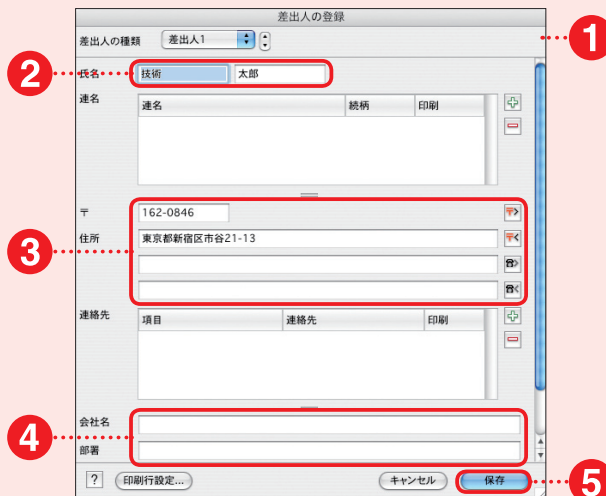 差出人の登録
差出人の種類 差出人1 1
2 氏名 技術 太郎
連名 連名 続柄 印刷
〒 162-0846
3 住所 東京都新宿区市谷21-13
連絡先 項目 連絡先 印刷
会社名
4
部署
? 印刷行設定... キャンセル 保存 5